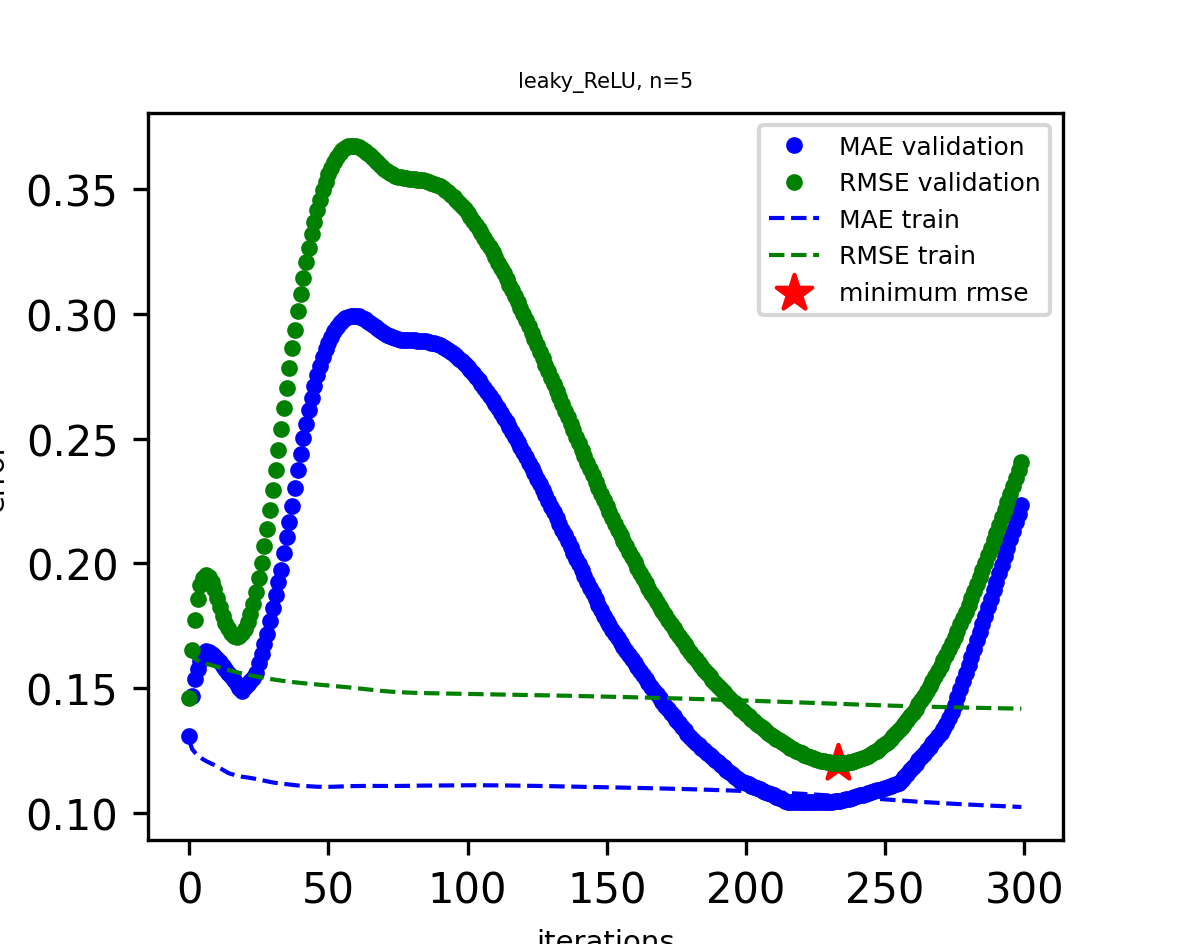 leaky_ReLU, n=5
MAE validation
RMSE validation
MAE train
RMSE train
minimum rmse
0.35
0.30
0.25
0.20
0.15
0.10
0 50 100 150 200 250 300
iterations